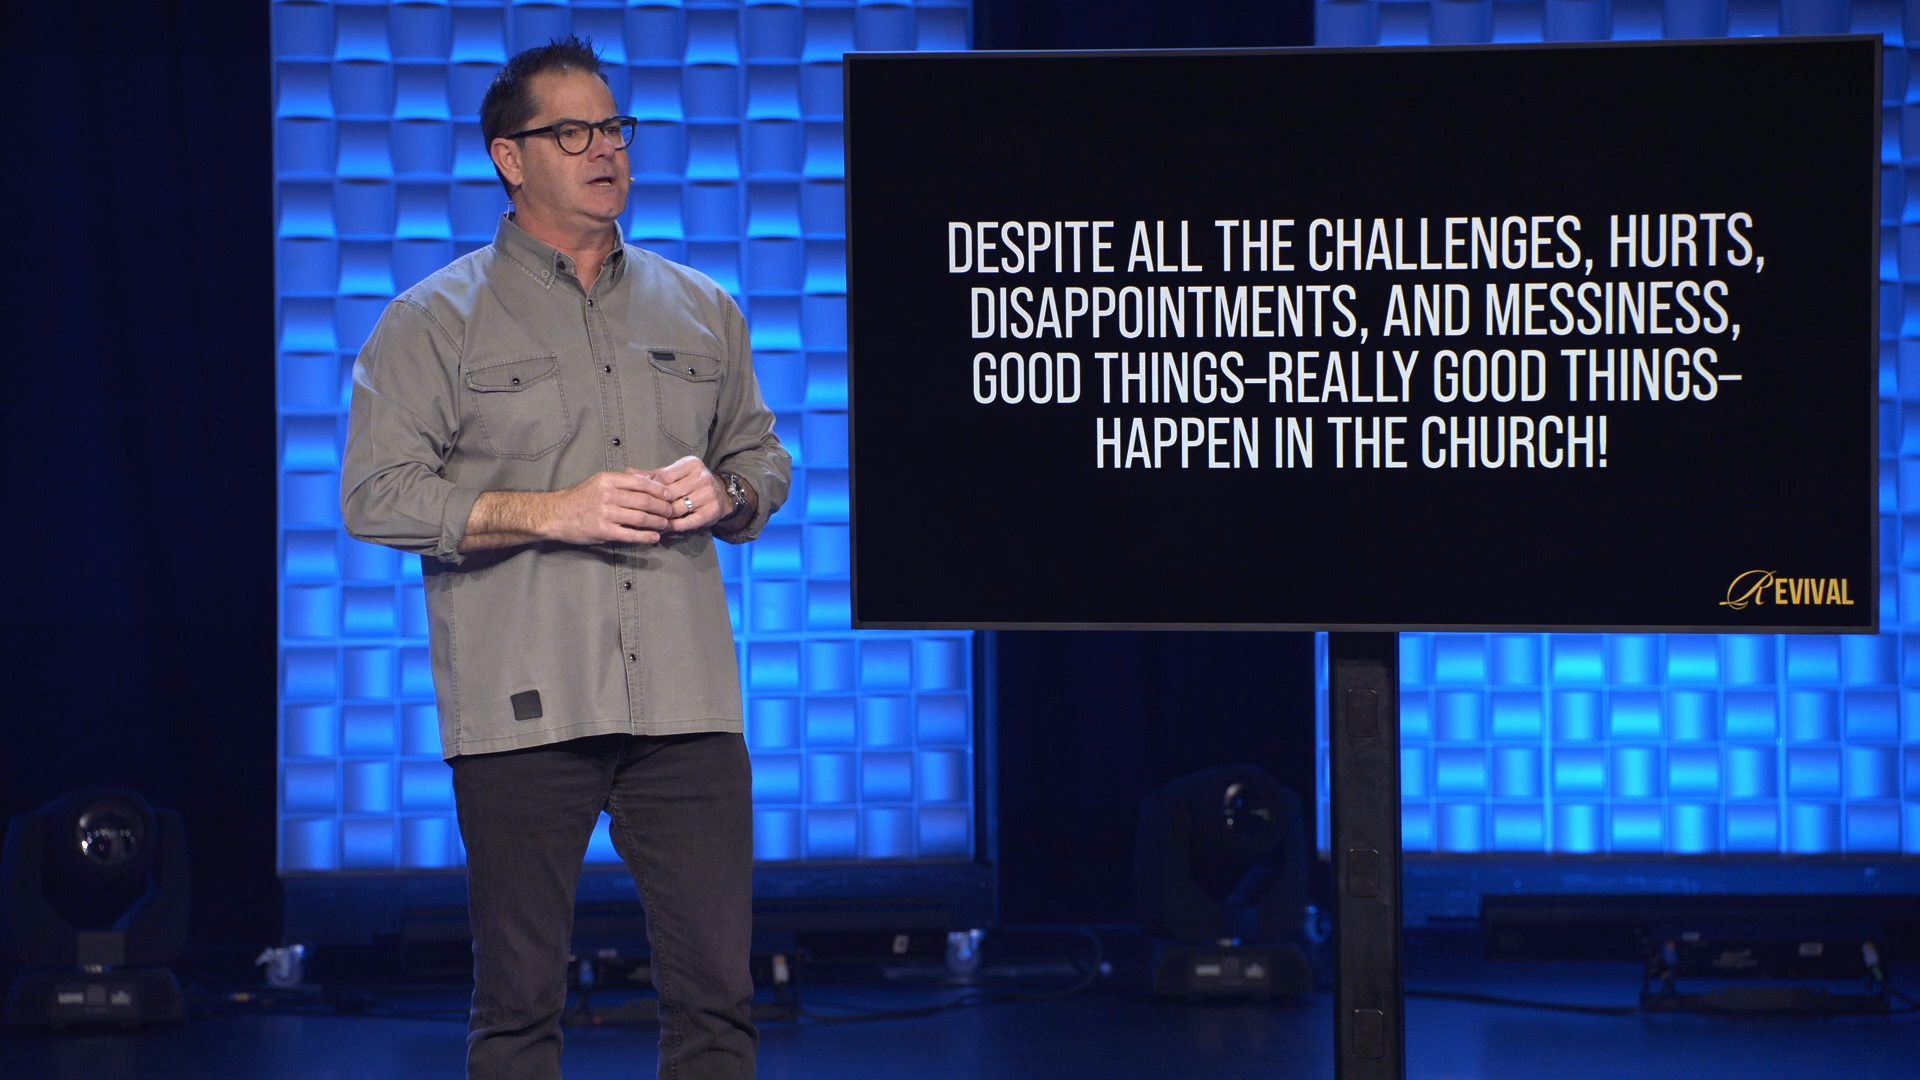 DESPITE ALL THE CHALLENGES, HURTS,
DISAPPOINTMENTS, AND MESSINESS,
GOOD THINGS–REALLY GOOD THINGS–
HAPPEN IN THE CHURCH!
REVIVAL